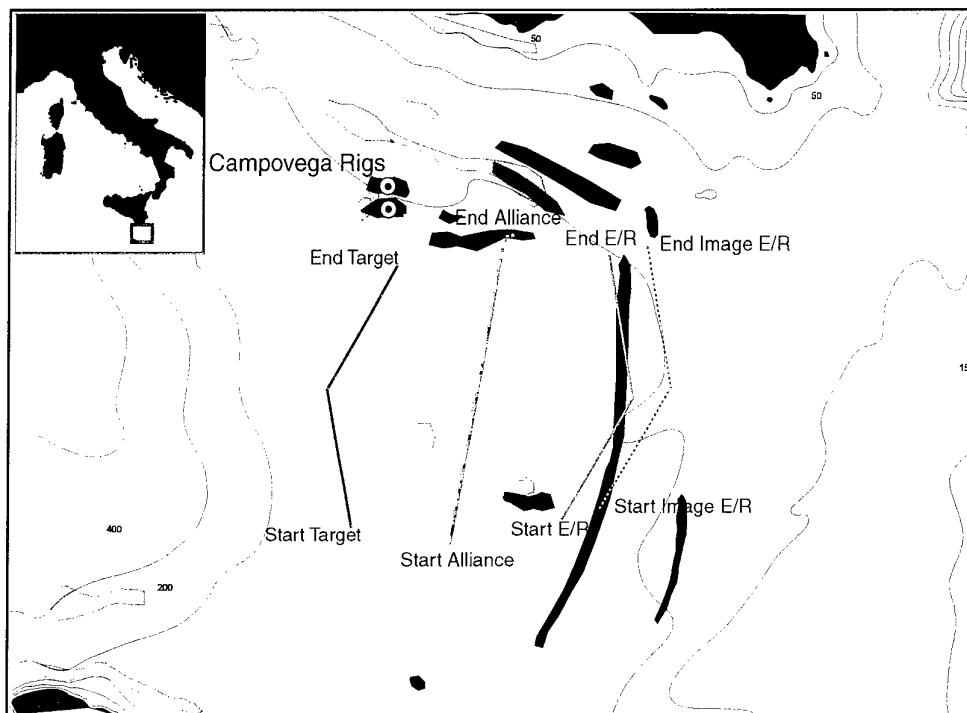 50
50
Campovega Rigs
End Alliance
End E/R
End Image E/R
End Target
Start Image E/R
Start E/R
Start Target
Start Alliance
400
200